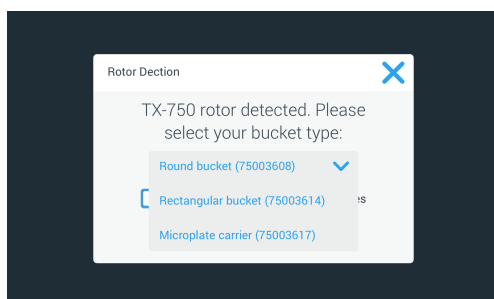 Rotor Dection
TX-750 rotor detected. Please
select your bucket type:
Round bucket (75003608)
Rectangular bucket (75003614)
Microplate carrier (75003617)